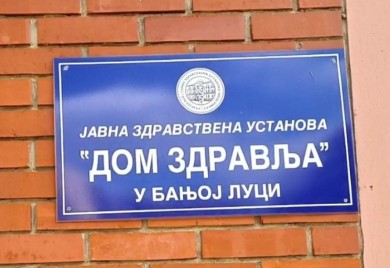 ЈАВНА ЗДРАВСТВЕНА УСТАНОВА
"ДОМ ЗДРАВЉА"
У БАЊОЈ ЛУЦИ